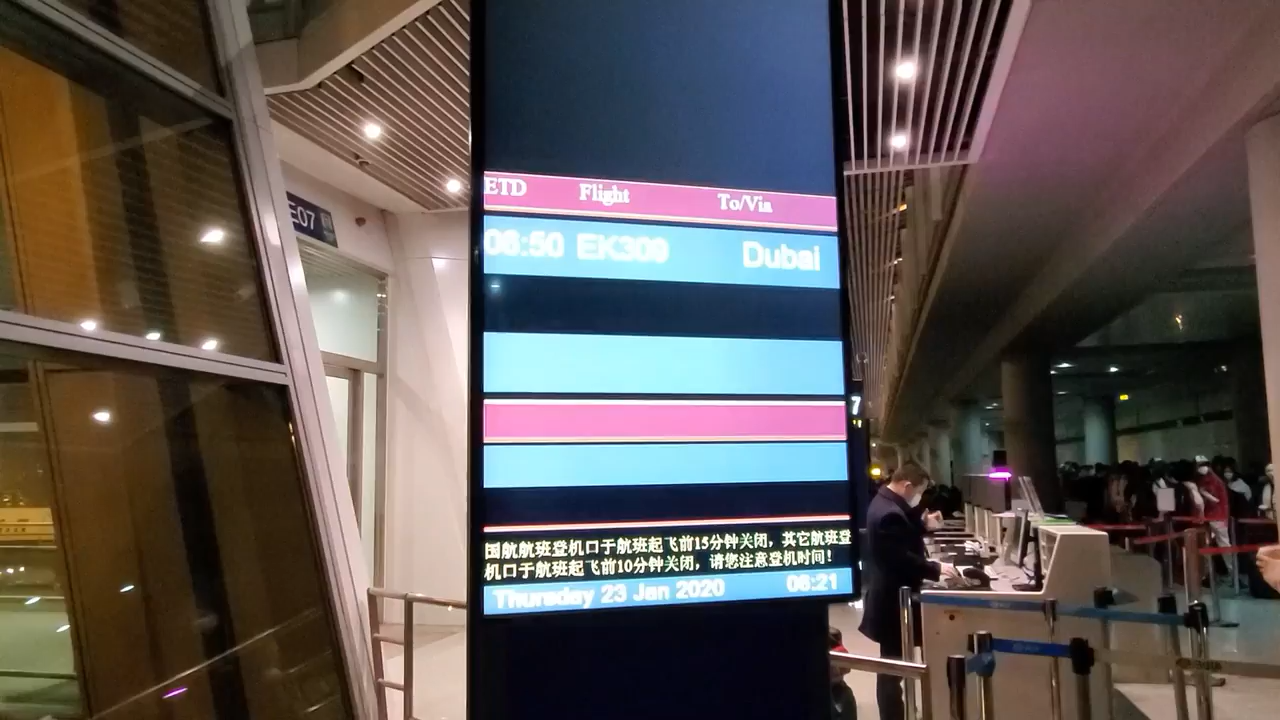 E07
ETD Flight To/Via
06:50 EK309 Dubai
7
国航航班登机口于航班起飞前15分钟关闭，其它航班登
机口于航班起飞前10分钟关闭，请您注意登机时间！
Thursday 23 Jan 2020 06:21